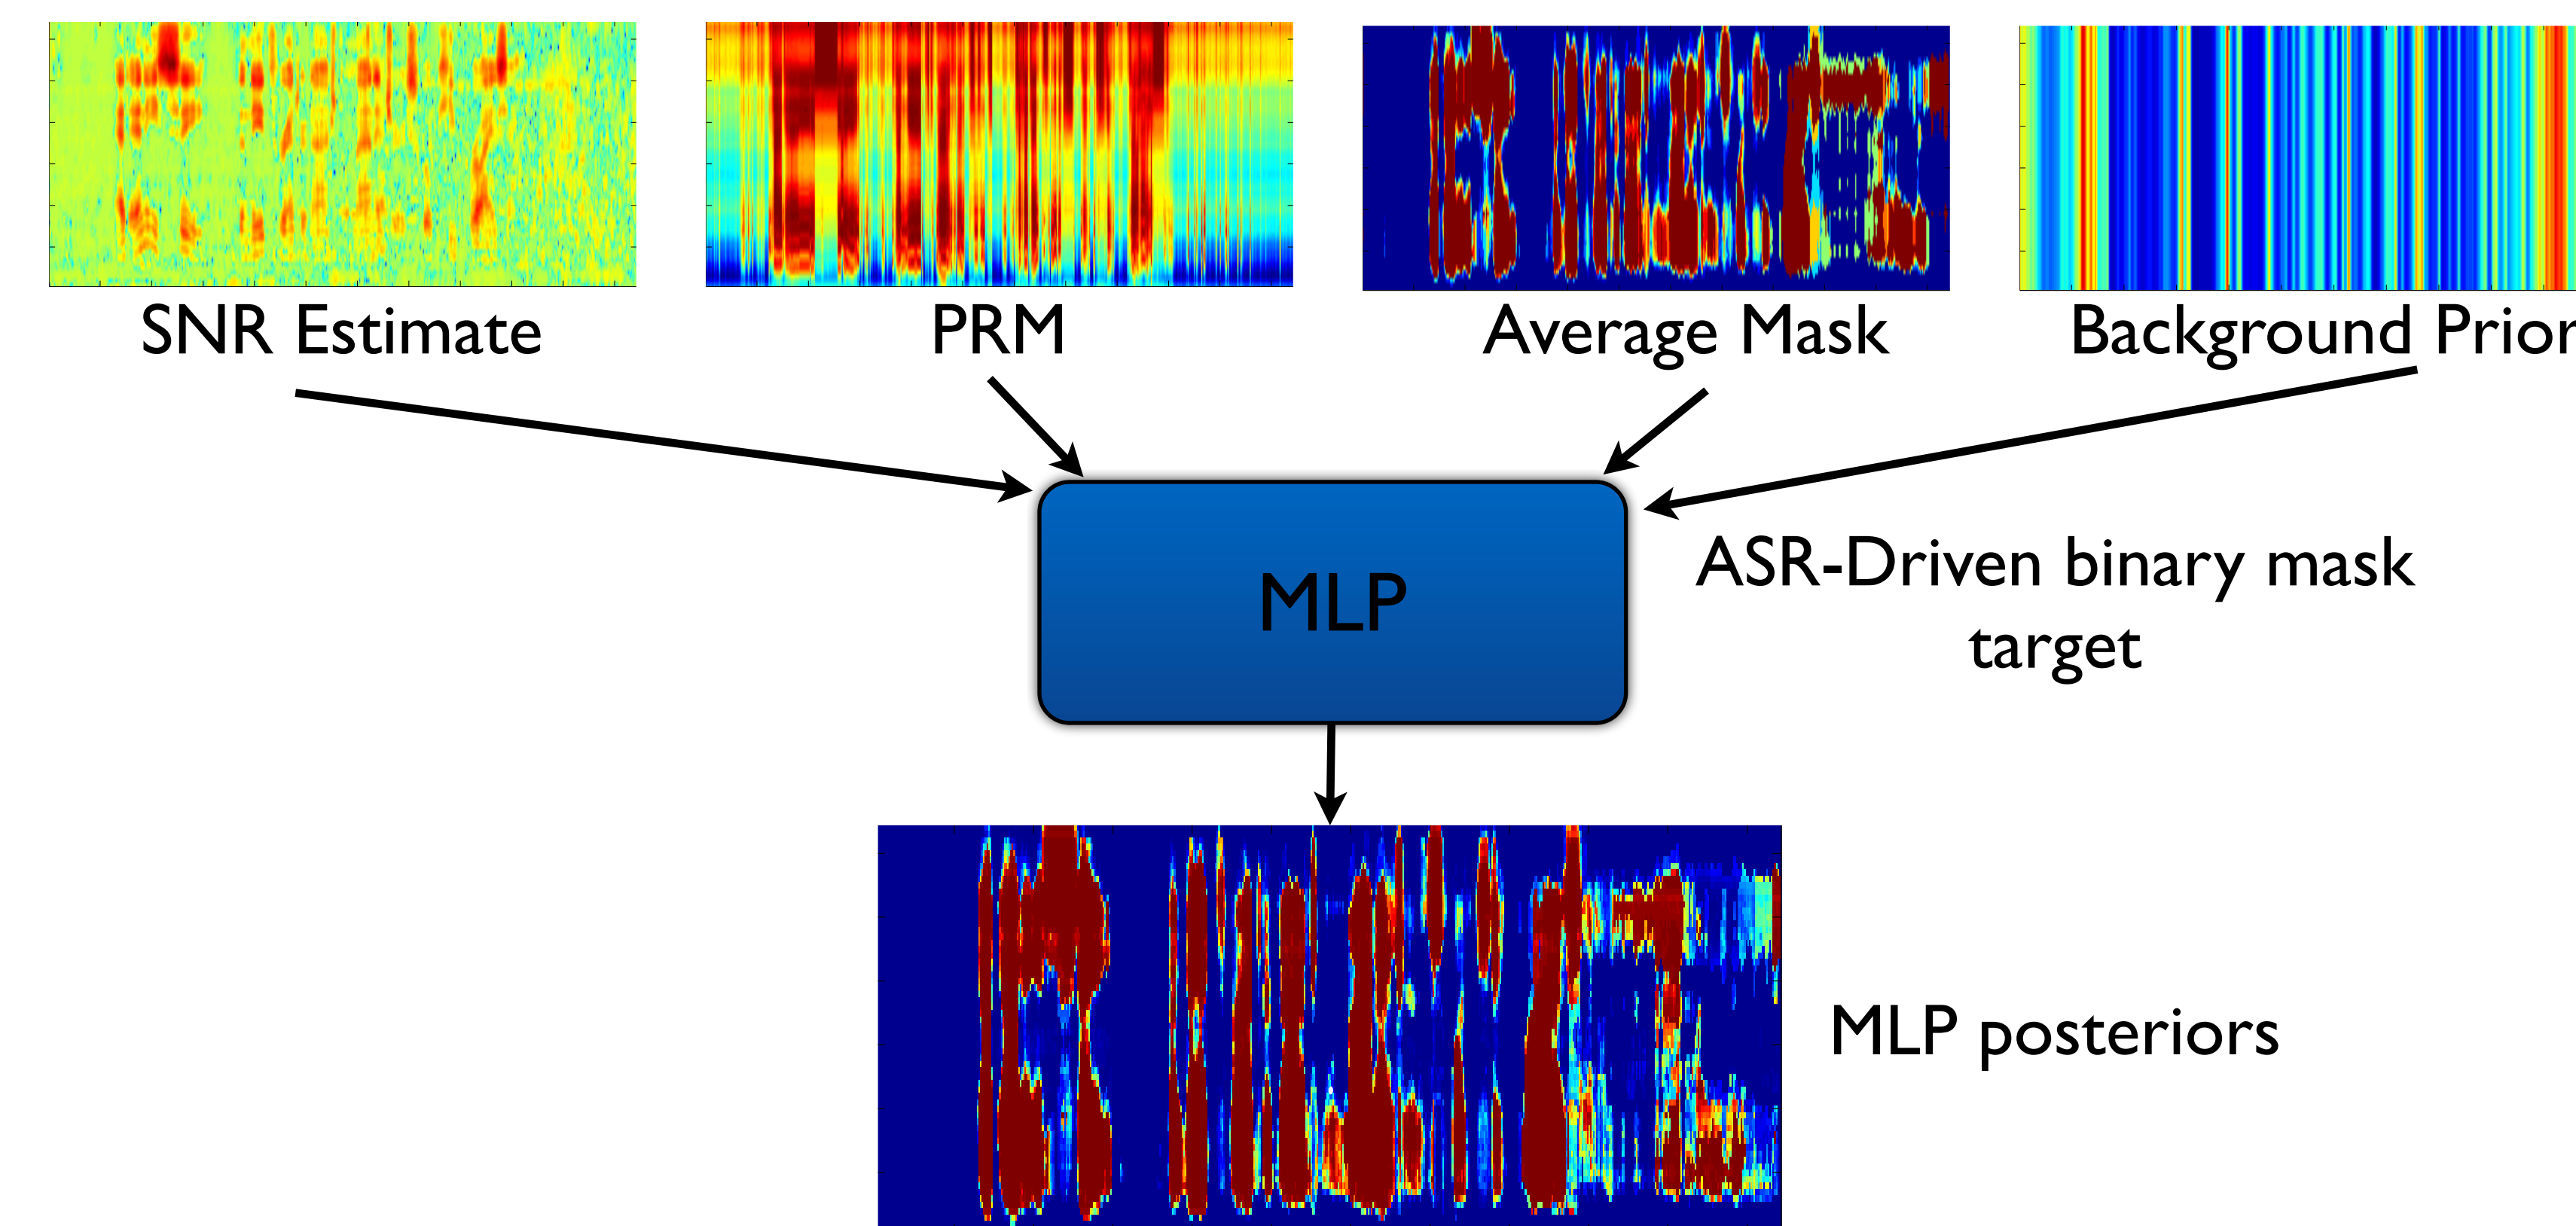 SNR Estimate
PRM
Average Mask
Background Prior
MLP
ASR-Driven binary mask
target
MLP posteriors